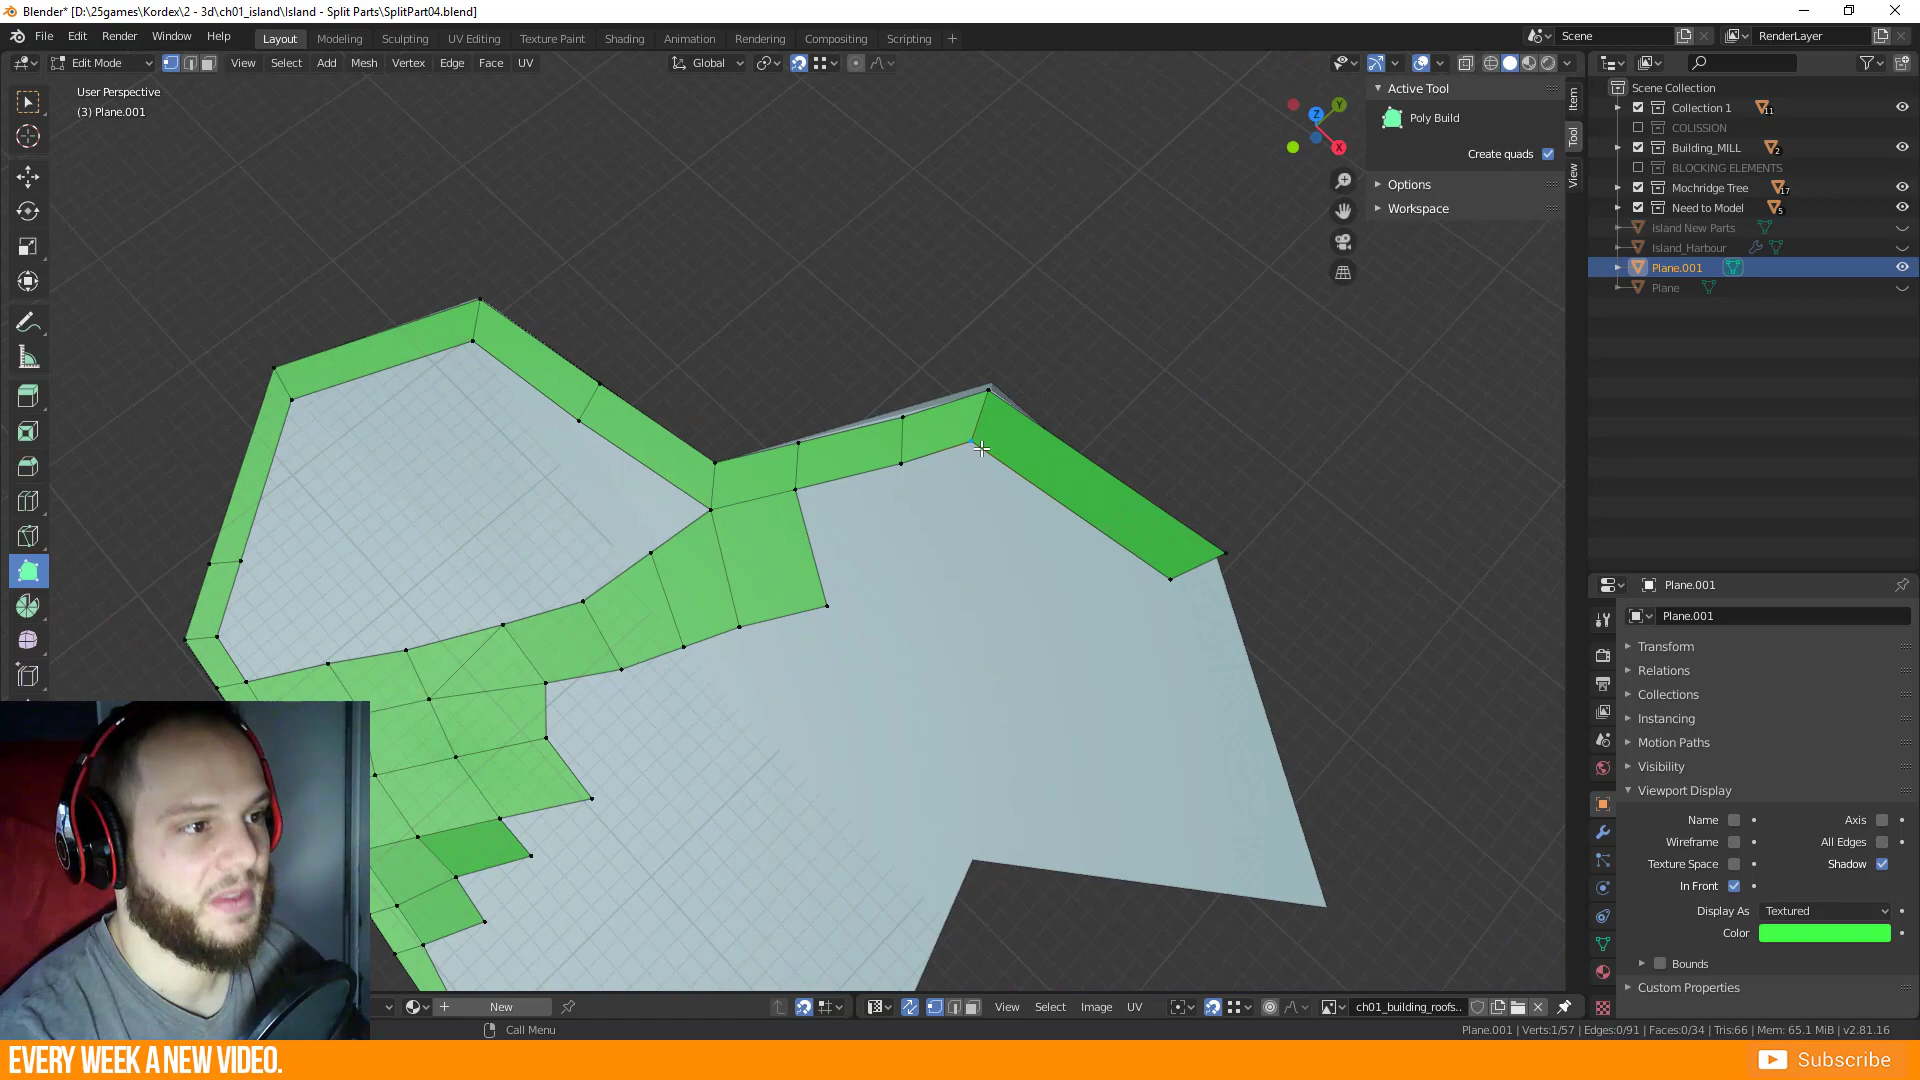 Blender* [D:\25games\Kordex\2 - 3d\ch01_island\Island - Split Parts\SplitPart04.blend]
File Edit Render Window Help Layout Modeling Sculpting UV Editing Texture Paint Shading Animation Rendering Compositing Scripting + Scene RenderLayer
Edit Mode View Select Add Mesh Vertex Edge Face UV Global
User Perspective
(3) Plane.001
Y
Z
X
Active Tool
Poly Build
Create quads
Options
Workspace
Item
Tool
View
Scene Collection
Collection 1 11
COLISSION
Building_MILL 2
BLOCKING ELEMENTS
Mochridge Tree 17
Need to Model 5
Island New Parts
Island_Harbour
Plane.001
Plane
Plane.001
Plane.001
Transform
Relations
Collections
Instancing
Motion Paths
Visibility
Viewport Display
Name Axis
Wireframe All Edges
Texture Space Shadow
In Front
Display As Textured
Color
Bounds
Custom Properties
New View Select Image UV ch01_building_roofs..
Call Menu
Plane.001 | Verts:1/57 | Edges:0/91 | Faces:0/34 | Tris:66 | Mem: 65.1 MiB | v2.81.16
EVERY WEEK A NEW VIDEO.
Subscribe